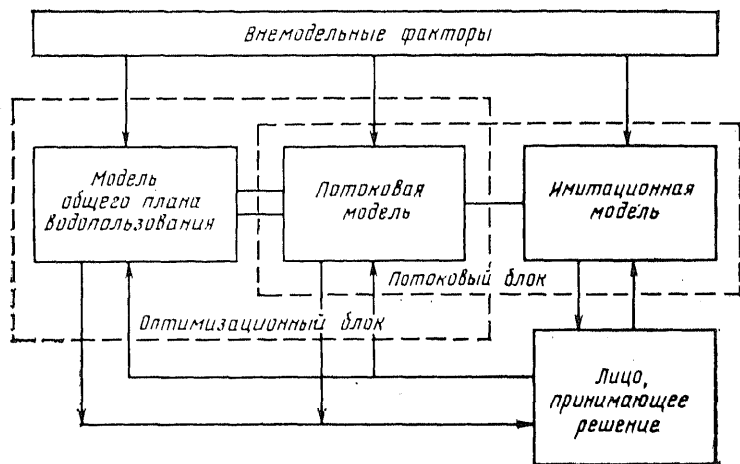 Внемодельные факторы
Модель
общего плана
водопользования
Потоковая
модель
Имитационная
модель
Потоковый блок
Оптимизационный блок
Лицо,
принимающее
решение